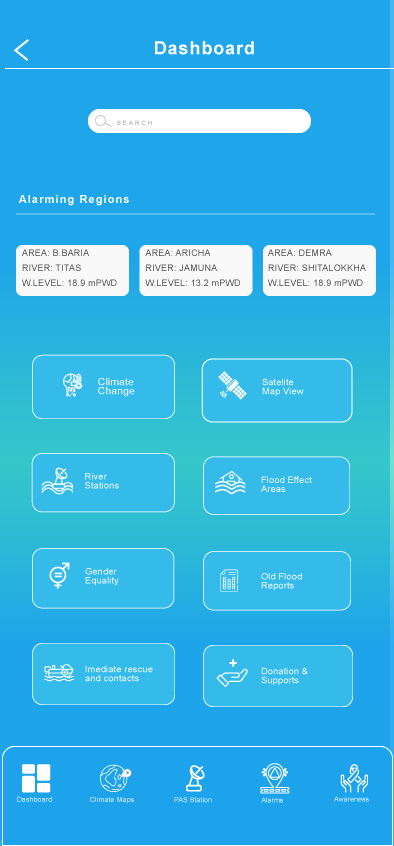 Dashboard
SEARCH
Alarming Regions
AREA: B.BARIA
RIVER: TITAS
W.LEVEL: 18.9 mPWD
AREA: ARICHA
RIVER: JAMUNA
W.LEVEL: 13.2 mPWD
AREA: DEMRA
RIVER: SHITALOKKHA
W.LEVEL: 18.9 mPWD
Climate
Change
Satelite
Map View
River
Stations
Flood Effect
Areas
Gender
Equality
Old Flood
Reports
Imediate rescue
and contacts
Donation &
Supports
Dashboard
Climate Maps
PAS Station
Alarms
Awareness